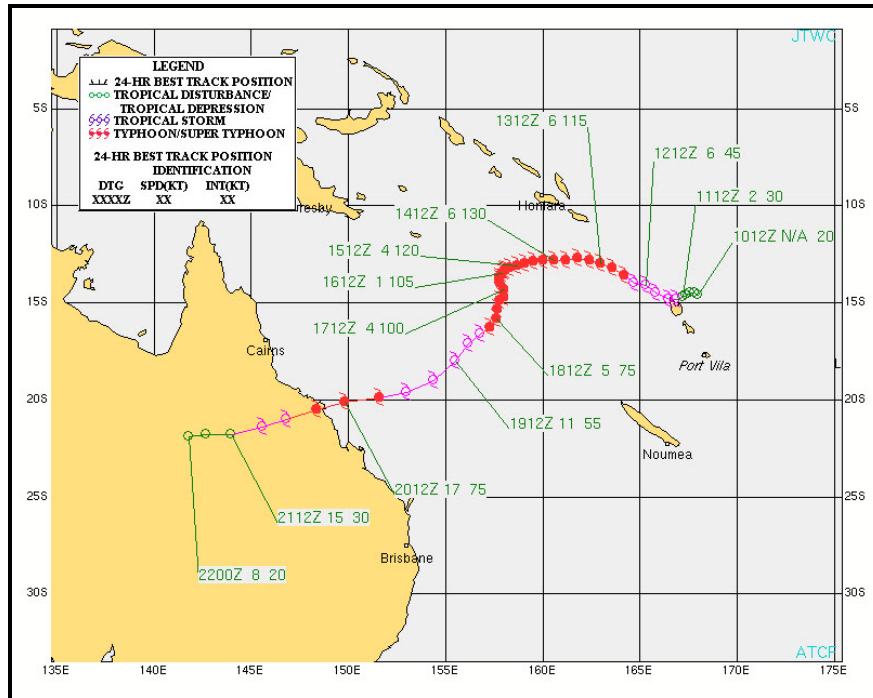 JTWC
LEGEND
24-HR BEST TRACK POSITION
TROPICAL DISTURBANCE/
TROPICAL DEPRESSION
TROPICAL STORM
TYPHOON/SUPER TYPHOON
24-HR BEST TRACK POSITION
IDENTIFICATION
DTG SPD(KT) INT(KT)
XXXXZ XX XX
5S 5S
1312Z 6 115
1212Z 6 45
1112Z 2 30
10S 10S
resby
Honiara
1412Z 6 130
1012Z N/A 20
1512Z 4 120
1612Z 1 105
15S 15S
1712Z 4 100
Cairns
Port Vila
L
1812Z 5 75
20S 20S
1912Z 11 55
Noumea
25S 25S
2012Z 17 75
2112Z 15 30
Brisbane
2200Z 8 20
30S 30S
ATCF
135E 140E 145E 150E 155E 160E 165E 170E 175E